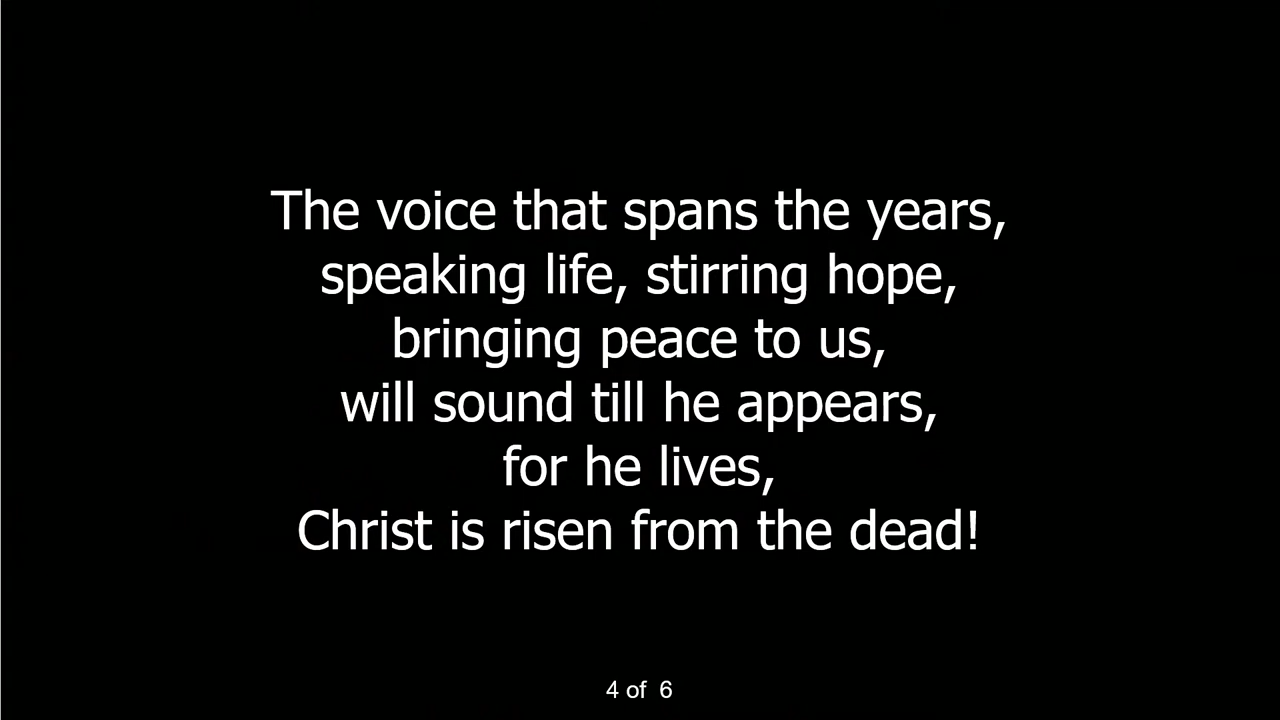 The voice that spans the years,
speaking life, stirring hope,
bringing peace to us,
will sound till he appears,
for he lives,
Christ is risen from the dead!
4 of 6